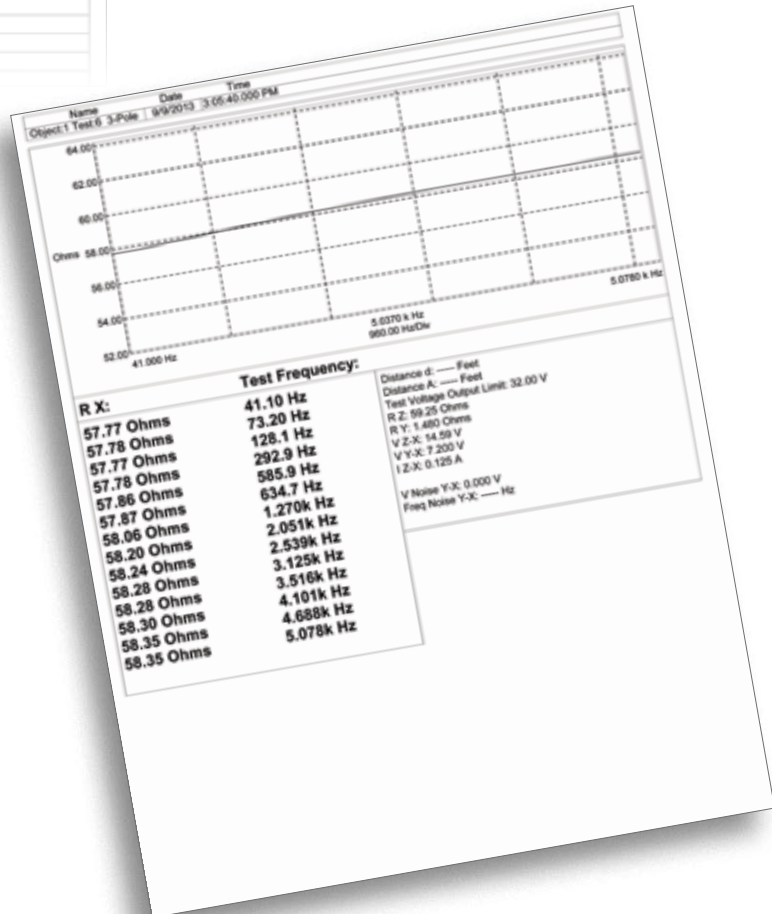 Name Date Time
Object:1 Test:6 3-Pole 9/9/2013 3:05:40.000 PM
64.00
62.00
60.00
Ohms 58.00
56.00
54.00
52.00
41.000 Hz
5.0370 k Hz
960.00 Hz/Div
5.0780 k Hz
R X: Test Frequency:
57.77 Ohms 41.10 Hz
57.78 Ohms 73.20 Hz
57.77 Ohms 128.1 Hz
57.78 Ohms 292.9 Hz
57.86 Ohms 585.9 Hz
57.87 Ohms 634.7 Hz
58.06 Ohms 1.270k Hz
58.20 Ohms 2.051k Hz
58.24 Ohms 2.539k Hz
58.28 Ohms 3.125k Hz
58.28 Ohms 3.516k Hz
58.30 Ohms 4.101k Hz
58.35 Ohms 4.688k Hz
58.35 Ohms 5.078k Hz
Distance d: ---- Feet
Distance A: ---- Feet
Test Voltage Output Limit: 32.00 V
R Z: 59.25 Ohms
R Y: 1.480 Ohms
V Z-X: 14.59 V
V Y-X: 7.200 V
I Z-X: 0.125 A
V Noise Y-X: 0.000 V
Freq Noise Y-X: ---- Hz